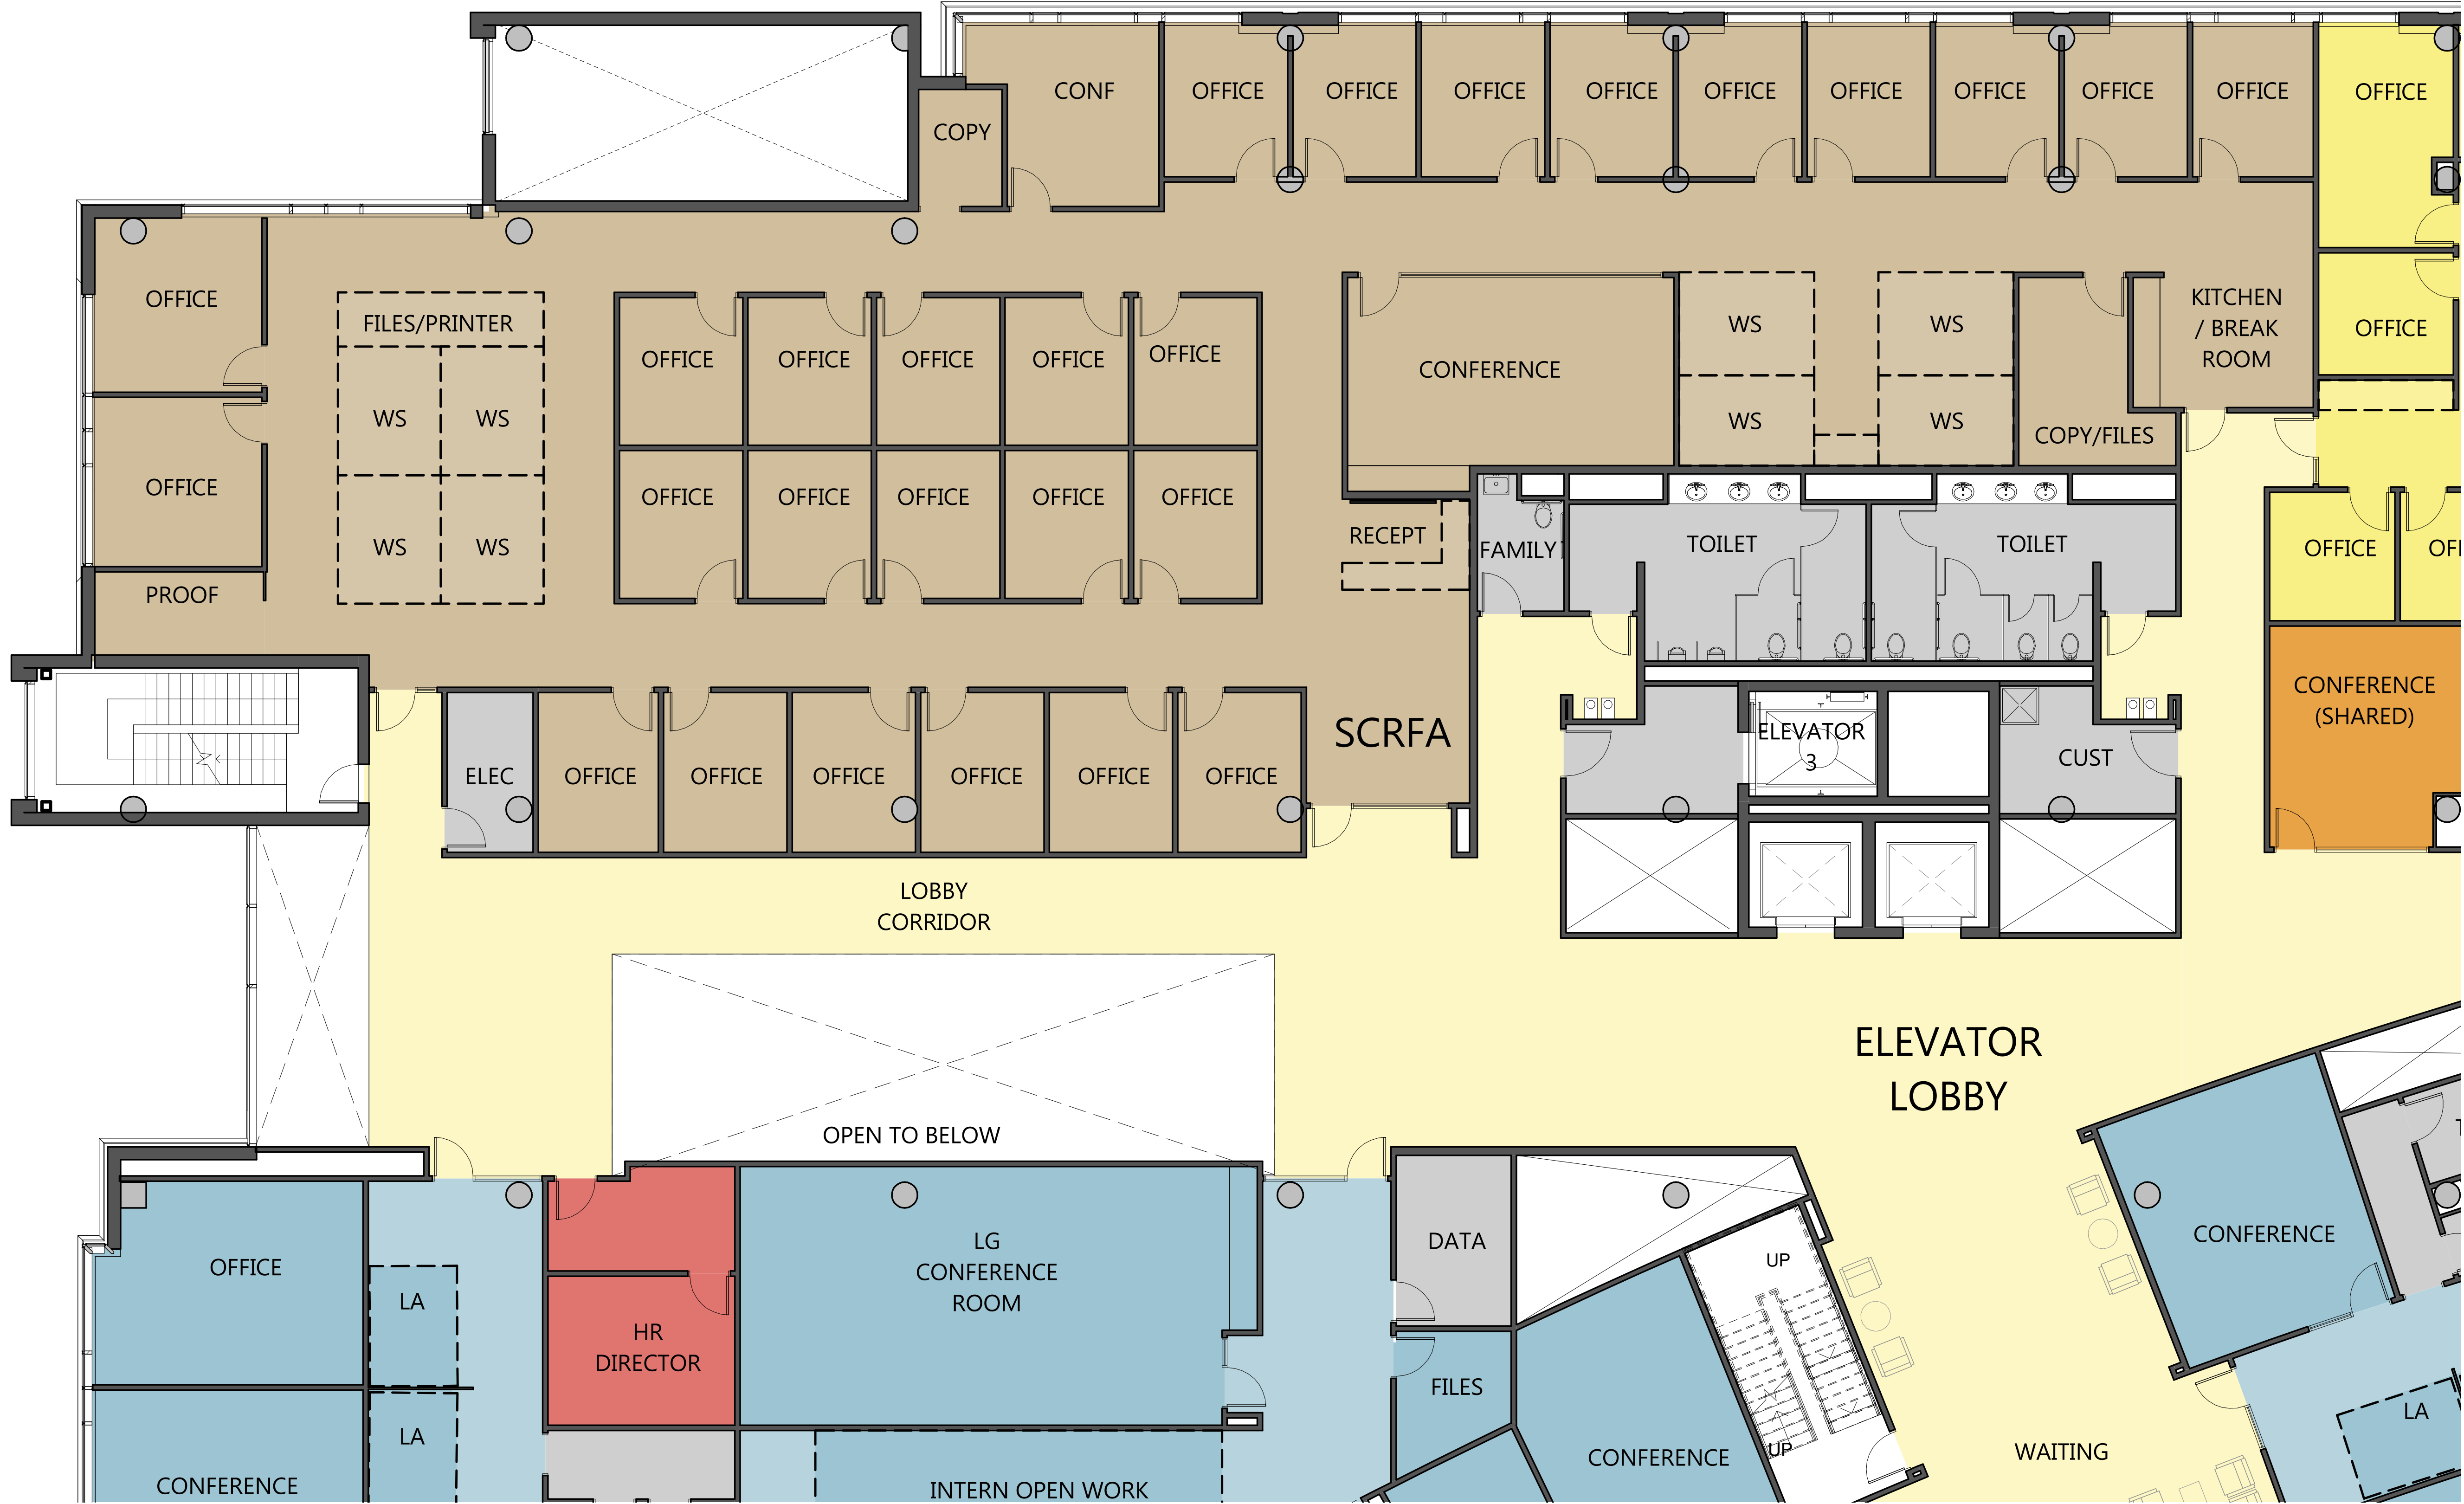 CONF
OFFICE
OFFICE
OFFICE
OFFICE
OFFICE
OFFICE
OFFICE
OFFICE
OFFICE
OFFICE
COPY
OFFICE
FILES/PRINTER
WS
WS
WS
WS
OFFICE
PROOF
OFFICE
OFFICE
OFFICE
OFFICE
OFFICE
OFFICE
OFFICE
OFFICE
OFFICE
OFFICE
CONFERENCE
WS
WS
WS
WS
COPY/FILES
KITCHEN
/ BREAK
ROOM
OFFICE
RECEPT
FAMILY
TOILET
TOILET
OFFICE
OFF
CONFERENCE
(SHARED)
ELEC
OFFICE
OFFICE
OFFICE
OFFICE
OFFICE
OFFICE
SCRFA
ELEVATOR
3
CUST
LOBBY
CORRIDOR
OPEN TO BELOW
ELEVATOR
LOBBY
OFFICE
LA
LA
CONFERENCE
HR
DIRECTOR
LG
CONFERENCE
ROOM
INTERN OPEN WORK
DATA
FILES
CONFERENCE
UP
UP
CONFERENCE
LA
WAITING